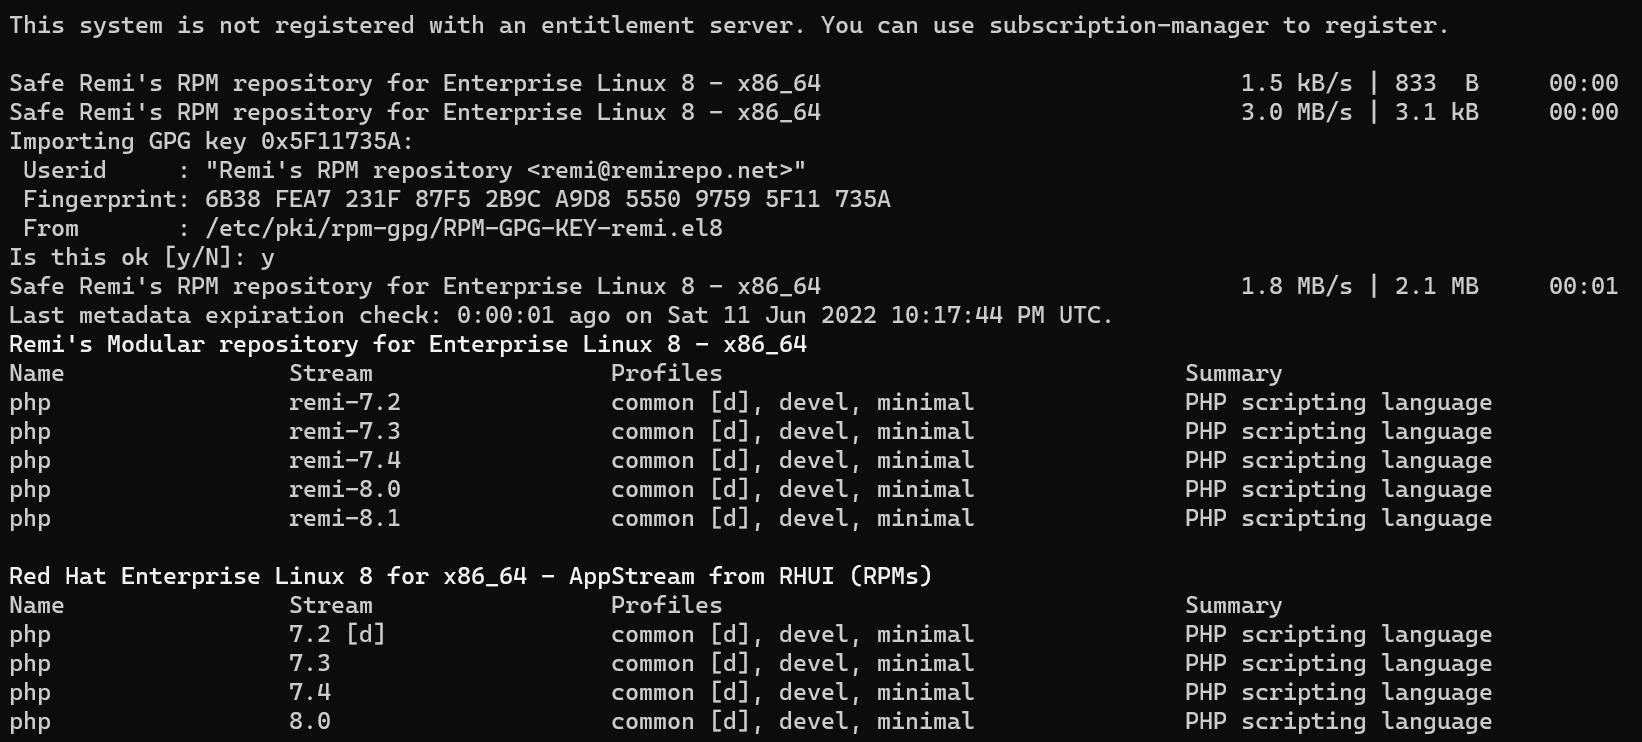 This system is not registered with an entitlement server. You can use subscription-manager to register.

Safe Remi's RPM repository for Enterprise Linux 8 - x86_64                              1.5 kB/s | 833  B     00:00
Safe Remi's RPM repository for Enterprise Linux 8 - x86_64                              3.0 MB/s | 3.1 kB     00:00
Importing GPG key 0x5F11735A:
 Userid     : "Remi's RPM repository <remi@remirepo.net>"
 Fingerprint: 6B38 FEA7 231F 87F5 2B9C A9D8 5550 9759 5F11 735A
 From       : /etc/pki/rpm-gpg/RPM-GPG-KEY-remi.el8
Is this ok [y/N]: y
Safe Remi's RPM repository for Enterprise Linux 8 - x86_64                              1.8 MB/s | 2.1 MB     00:01
Last metadata expiration check: 0:00:01 ago on Sat 11 Jun 2022 10:17:44 PM UTC.
Remi's Modular repository for Enterprise Linux 8 - x86_64
Name                Stream                 Profiles                                 Summary
php                 remi-7.2               common [d], devel, minimal               PHP scripting language
php                 remi-7.3               common [d], devel, minimal               PHP scripting language
php                 remi-7.4               common [d], devel, minimal               PHP scripting language
php                 remi-8.0               common [d], devel, minimal               PHP scripting language
php                 remi-8.1               common [d], devel, minimal               PHP scripting language

Red Hat Enterprise Linux 8 for x86_64 - AppStream from RHUI (RPMs)
Name                Stream                 Profiles                                 Summary
php                 7.2 [d]                common [d], devel, minimal               PHP scripting language
php                 7.3                    common [d], devel, minimal               PHP scripting language
php                 7.4                    common [d], devel, minimal               PHP scripting language
php                 8.0                    common [d], devel, minimal               PHP scripting language